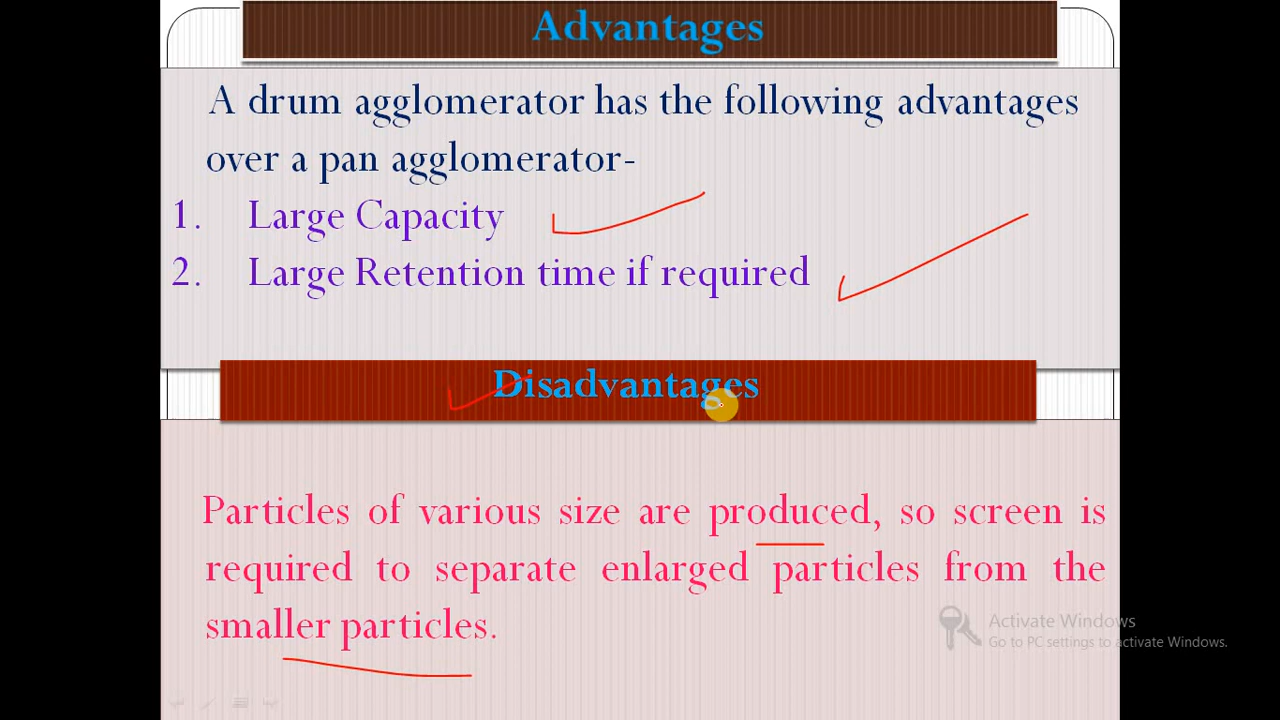 Advantages
A drum agglomerator has the following advantages
over a pan agglomerator-
1. Large Capacity
2. Large Retention time if required
Disadvantages
Particles of various size are produced, so screen is
required to separate enlarged particles from the
smaller particles.
Activate Windows
Go to PC settings to activate Windows.